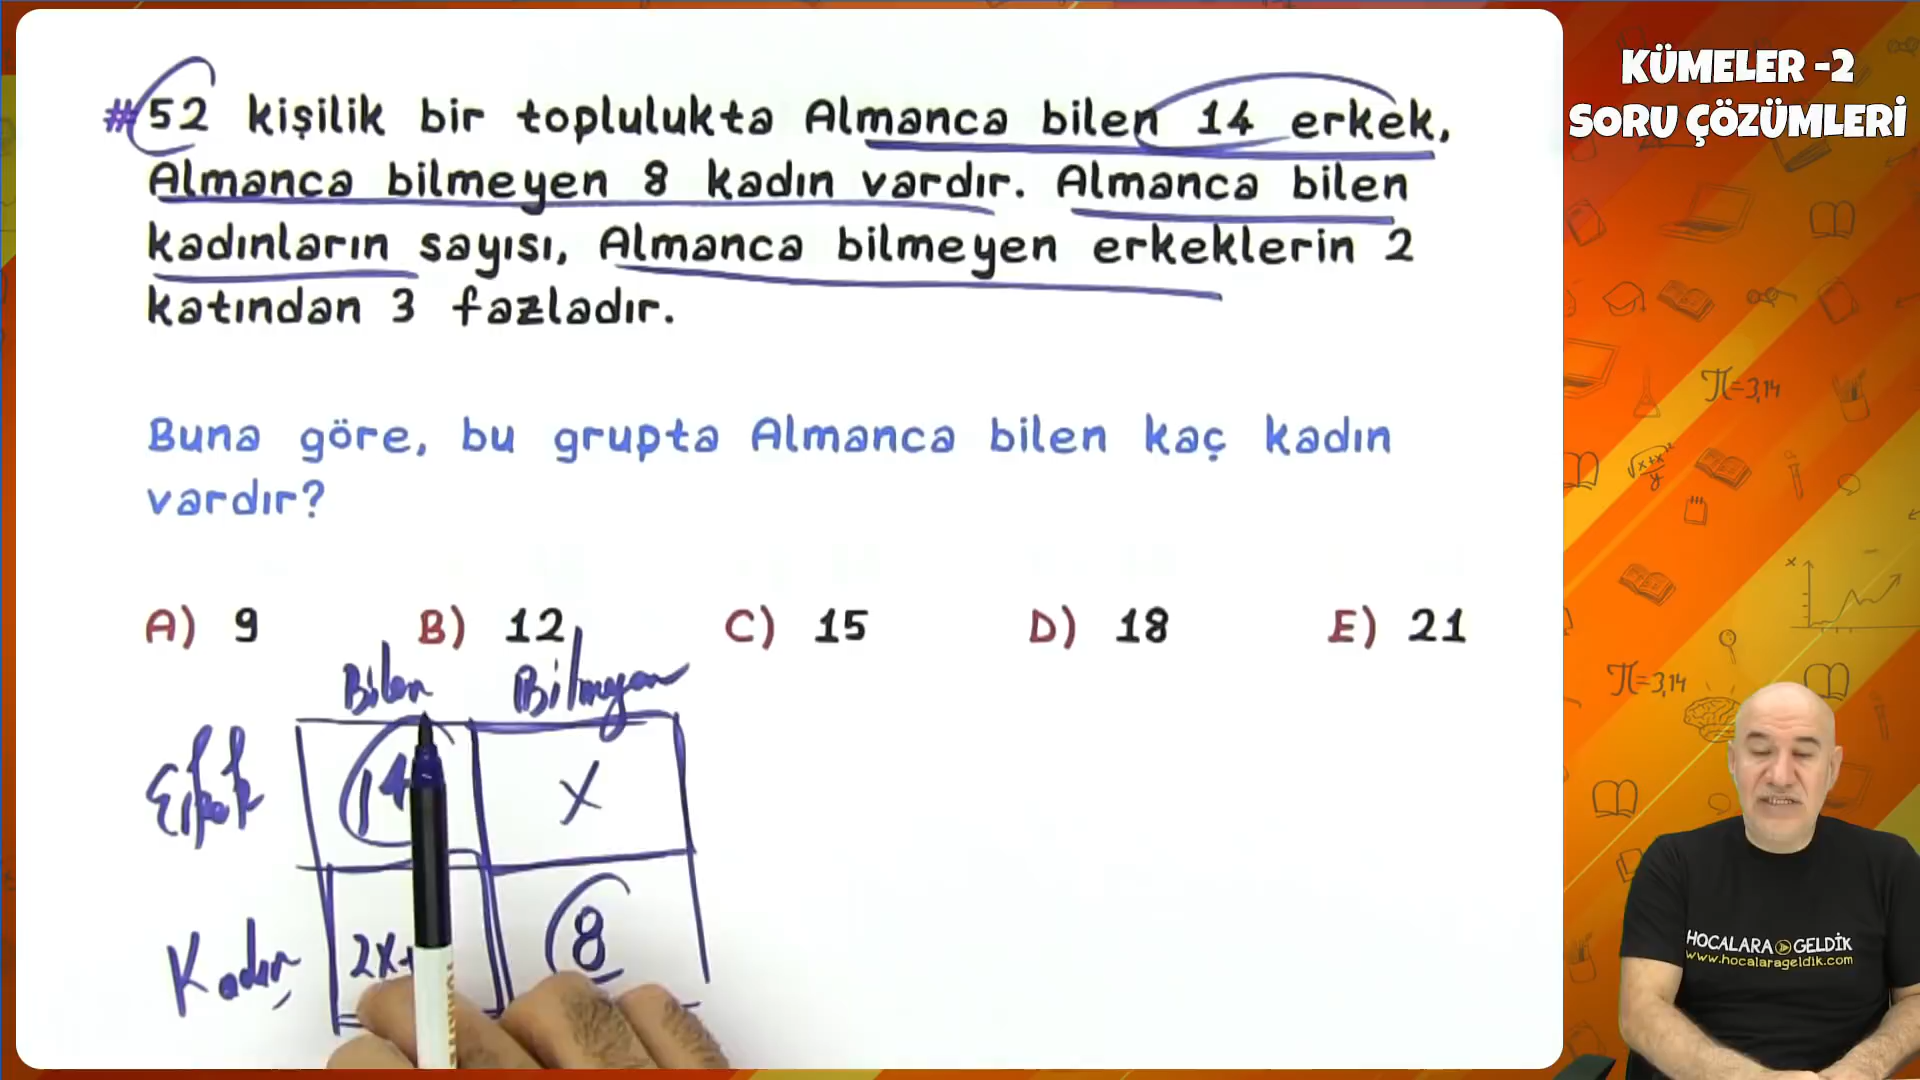 #52 kişilik bir toplulukta Almanca bilen 14 erkek,
Almanca bilmeyen 8 kadın vardır. Almanca bilen
kadınların sayısı, Almanca bilmeyen erkeklerin 2
katından 3 fazladır.
Buna göre, bu grupta Almanca bilen kaç kadın
vardır?
A) 9 B) 12 C) 15 D) 18 E) 21
Bilen Bilmeyen
Erkek 14 x
Kadın 2x+ 8
KÜMELER -2
SORU ÇÖZÜMLERİ
π=3,14
π=3,14
x
HOCALARA GELDİK
www.hocalarageldik.com